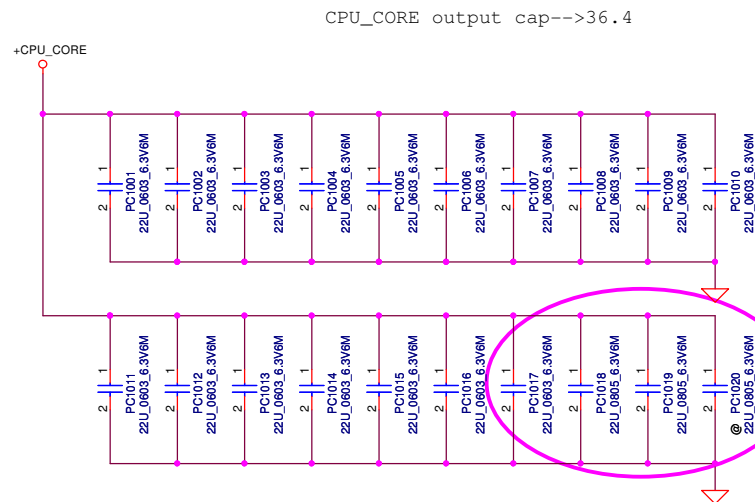 CPU_CORE output cap-->36.4
+CPU_CORE
1
2
PC1001
22U_0603_6.3V6M
1
2
PC1002
22U_0603_6.3V6M
1
2
PC1003
22U_0603_6.3V6M
1
2
PC1004
22U_0603_6.3V6M
1
2
PC1005
22U_0603_6.3V6M
1
2
PC1006
22U_0603_6.3V6M
1
2
PC1007
22U_0603_6.3V6M
1
2
PC1008
22U_0603_6.3V6M
1
2
PC1009
22U_0603_6.3V6M
1
2
PC1010
22U_0603_6.3V6M
1
2
PC1011
22U_0603_6.3V6M
1
2
PC1012
22U_0603_6.3V6M
1
2
PC1013
22U_0603_6.3V6M
1
2
PC1014
22U_0603_6.3V6M
1
2
PC1015
22U_0603_6.3V6M
1
2
PC1016
22U_0603_6.3V6M
1
2
PC1017
22U_0603_6.3V6M
1
2
PC1018
22U_0805_6.3V6M
1
2
PC1019
22U_0805_6.3V6M
1
2
@
PC1020
22U_0805_6.3V6M